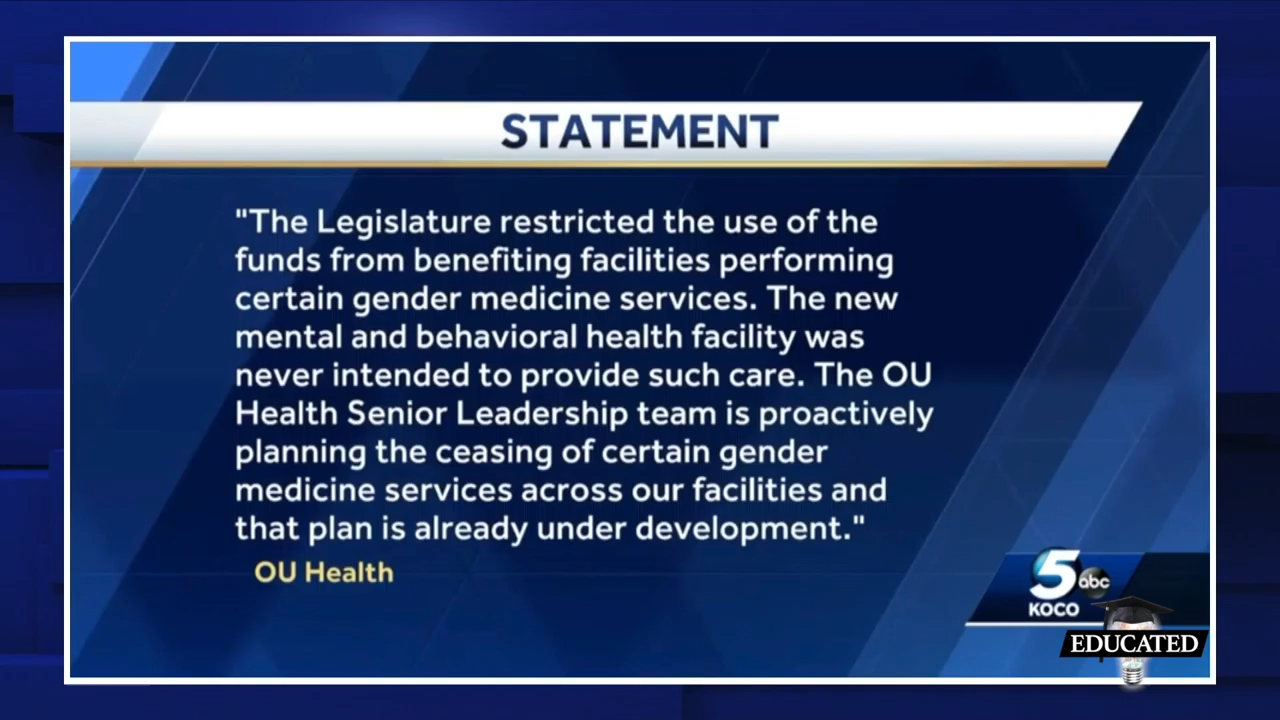 STATEMENT
"The Legislature restricted the use of the
funds from benefiting facilities performing
certain gender medicine services. The new
mental and behavioral health facility was
never intended to provide such care. The OU
Health Senior Leadership team is proactively
planning the ceasing of certain gender
medicine services across our facilities and
that plan is already under development."
OU Health
5 abc
KOCO
EDUCATED